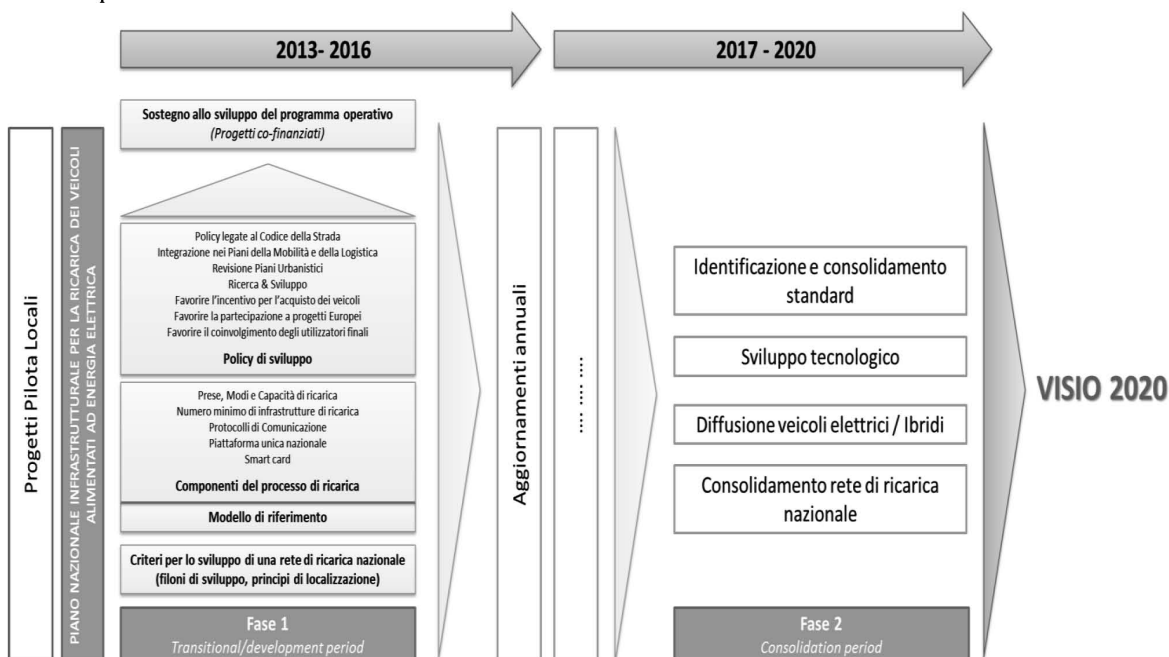 2013- 2016
2017 - 2020
Progetti Pilota Locali
PIANO NAZIONALE INFRASTRUTTURALE PER LA RICARICA DEI VEICOLI
ALIMENTATI AD ENERGIA ELETTRICA
Sostegno allo sviluppo del programma operativo
(Progetti co-finanziati)
Policy legate al Codice della Strada
Integrazione nei Piani della Mobilità e della Logistica
Revisione Piani Urbanistici
Ricerca & Sviluppo
Favorire l'incentivo per l'acquisto dei veicoli
Favorire la partecipazione a progetti Europei
Favorire il coinvolgimento degli utilizzatori finali
Policy di sviluppo
Prese, Modi e Capacità di ricarica
Numero minimo di infrastrutture di ricarica
Protocolli di Comunicazione
Piattaforma unica nazionale
Smart card
Componenti del processo di ricarica
Modello di riferimento
Criteri per lo sviluppo di una rete di ricarica nazionale
(filoni di sviluppo, principi di localizzazione)
Fase 1
Transitional/development period
Aggiornamenti annuali
.... ... ....
Identificazione e consolidamento
standard
Sviluppo tecnologico
Diffusione veicoli elettrici / Ibridi
Consolidamento rete di ricarica
nazionale
Fase 2
Consolidation period
VISIO 2020